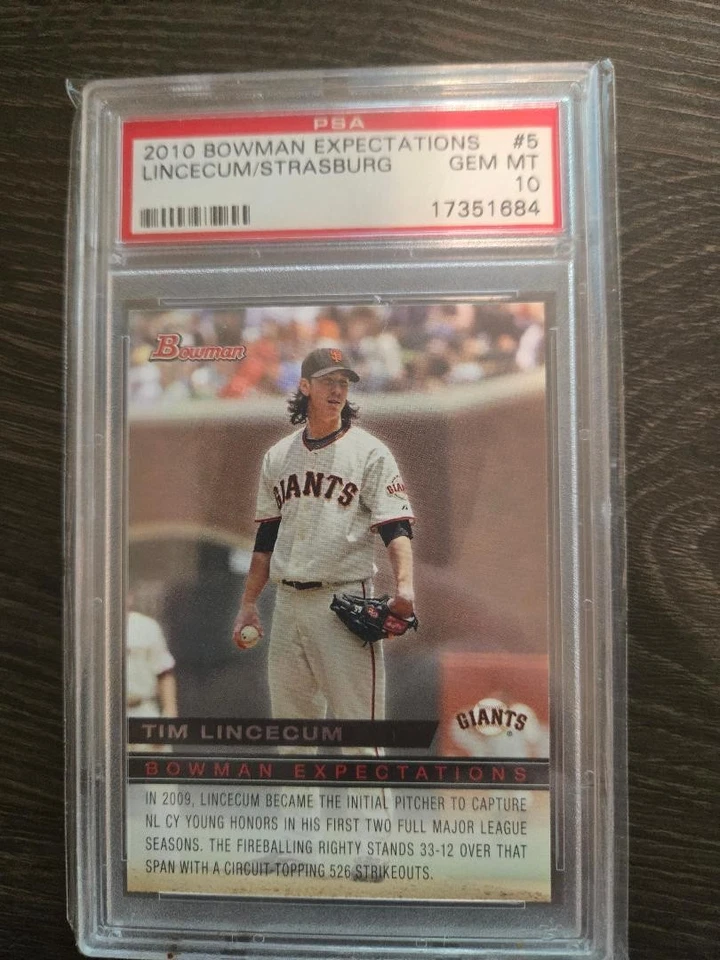 PSA
2010 BOWMAN EXPECTATIONS #5
LINCECUM/STRASBURG GEM MT
10
17351684
Bowman
SF
GIANTS
GIANTS
TIM LINCECUM
BOWMAN EXPECTATIONS
IN 2009, LINCECUM BECAME THE INITIAL PITCHER TO CAPTURE
NL CY YOUNG HONORS IN HIS FIRST TWO FULL MAJOR LEAGUE
SEASONS. THE FIREBALLING RIGHTY STANDS 33-12 OVER THAT
SPAN WITH A CIRCUIT-TOPPING 526 STRIKEOUTS.